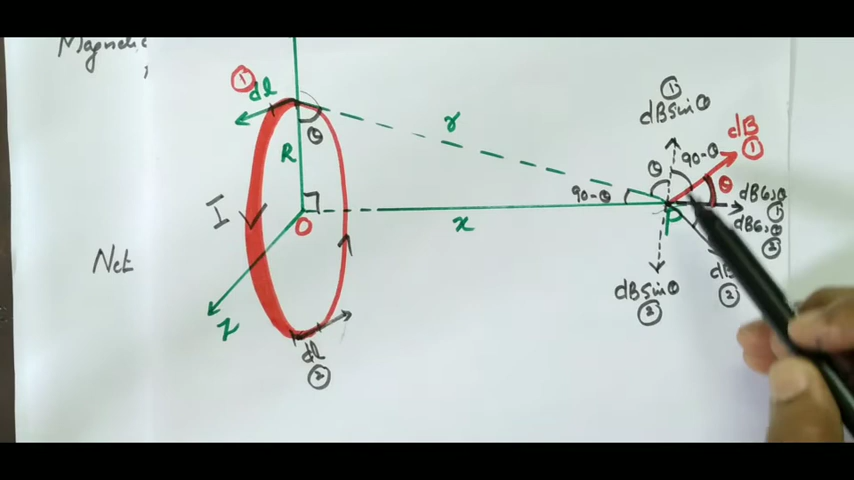 Magnetic
①
dl
θ
R
r
I
O
x
z
Net
dl
②
90-θ
θ
90-θ
①
dBsinθ
dB
①
θ
dBcosθ
①
dBcosθ
②
P
dBsinθ
②
②